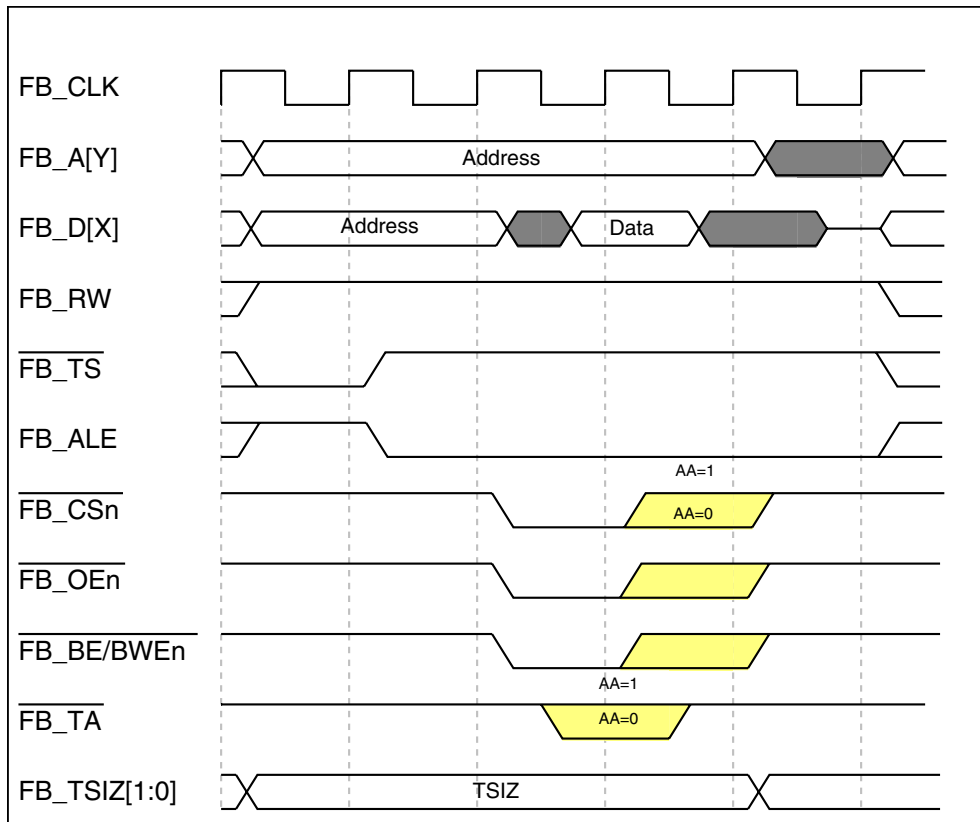 FB_CLK
FB_A[Y]
Address
FB_D[X]
Address
Data
FB_RW
FB_TS
FB_ALE
AA=1
FB_CSn
AA=0
FB_OEn
FB_BE/BWEn
AA=1
FB_TA
AA=0
FB_TSIZ[1:0]
TSIZ